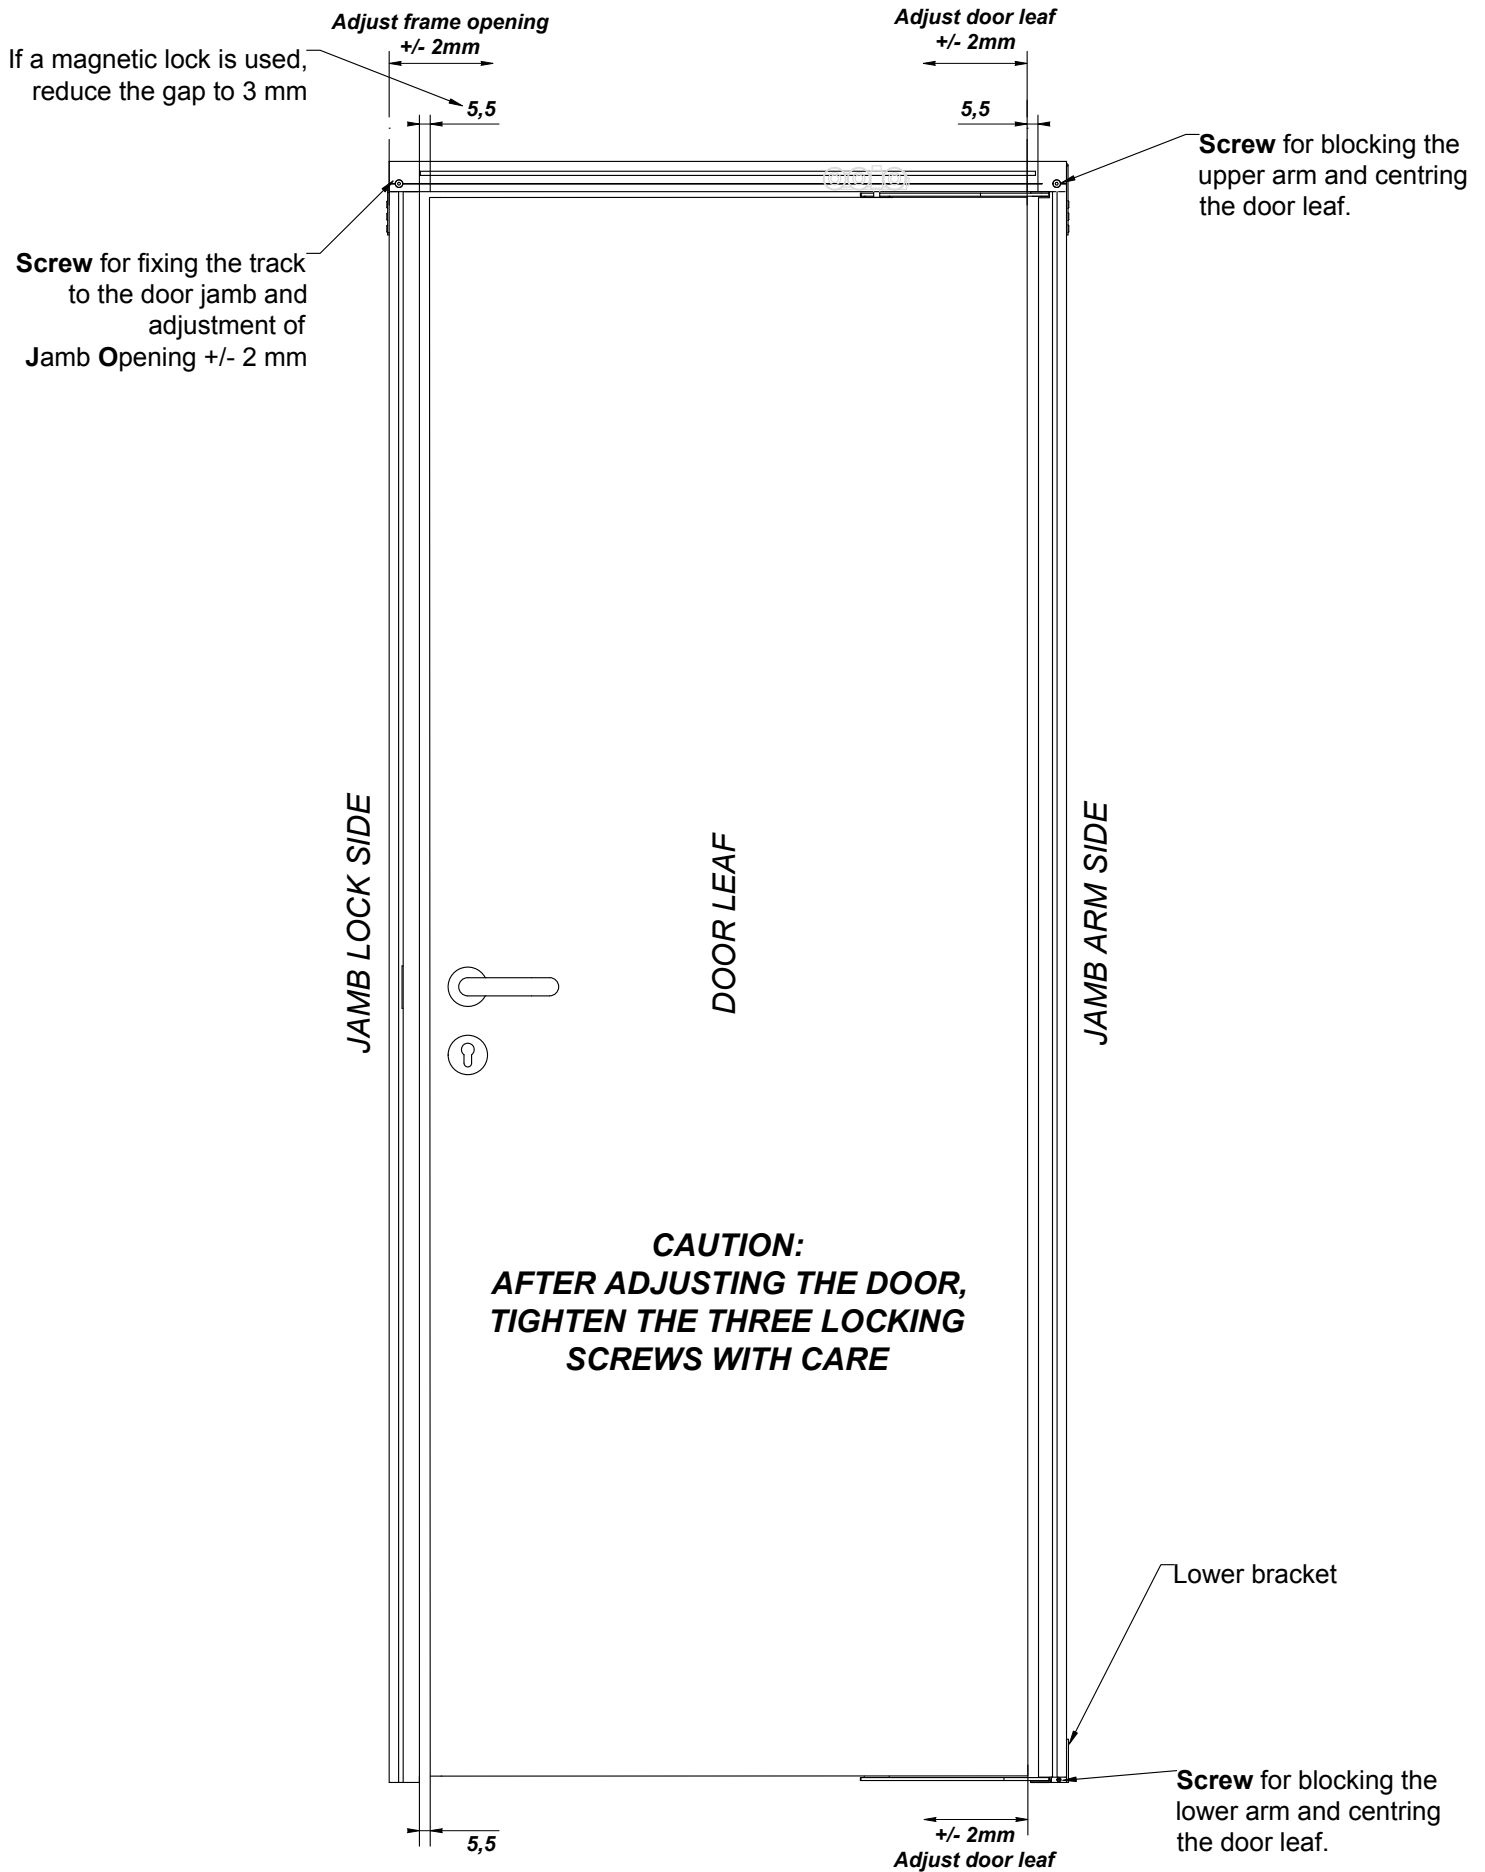 Adjust frame opening
+/- 2mm
Adjust door leaf
+/- 2mm
If a magnetic lock is used,
reduce the gap to 3 mm
5,5
5,5
Screw for blocking the
upper arm and centring
the door leaf.
Screw for fixing the track
to the door jamb and
adjustment of
Jamb Opening +/- 2 mm
JAMB LOCK SIDE
DOOR LEAF
JAMB ARM SIDE
CAUTION:
AFTER ADJUSTING THE DOOR,
TIGHTEN THE THREE LOCKING
SCREWS WITH CARE
Lower bracket
Screw for blocking the
lower arm and centring
the door leaf.
5,5
+/- 2mm
Adjust door leaf